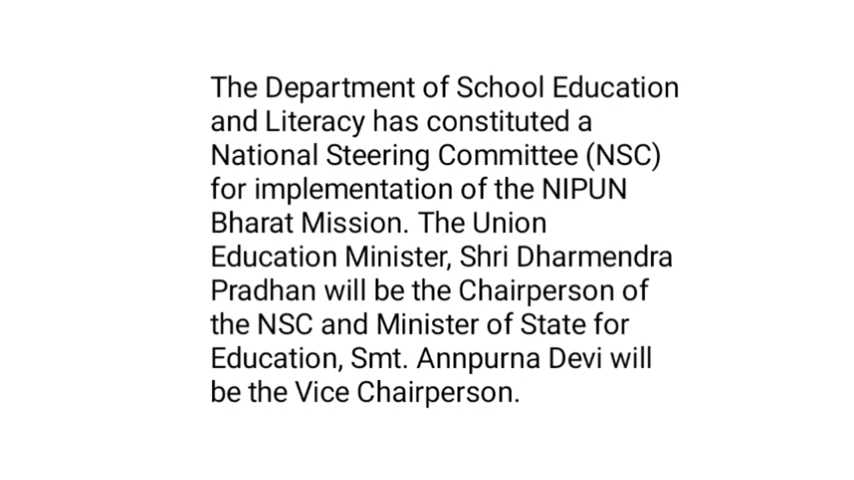 The Department of School Education
and Literacy has constituted a
National Steering Committee (NSC)
for implementation of the NIPUN
Bharat Mission. The Union
Education Minister, Shri Dharmendra
Pradhan will be the Chairperson of
the NSC and Minister of State for
Education, Smt. Annpurna Devi will
be the Vice Chairperson.